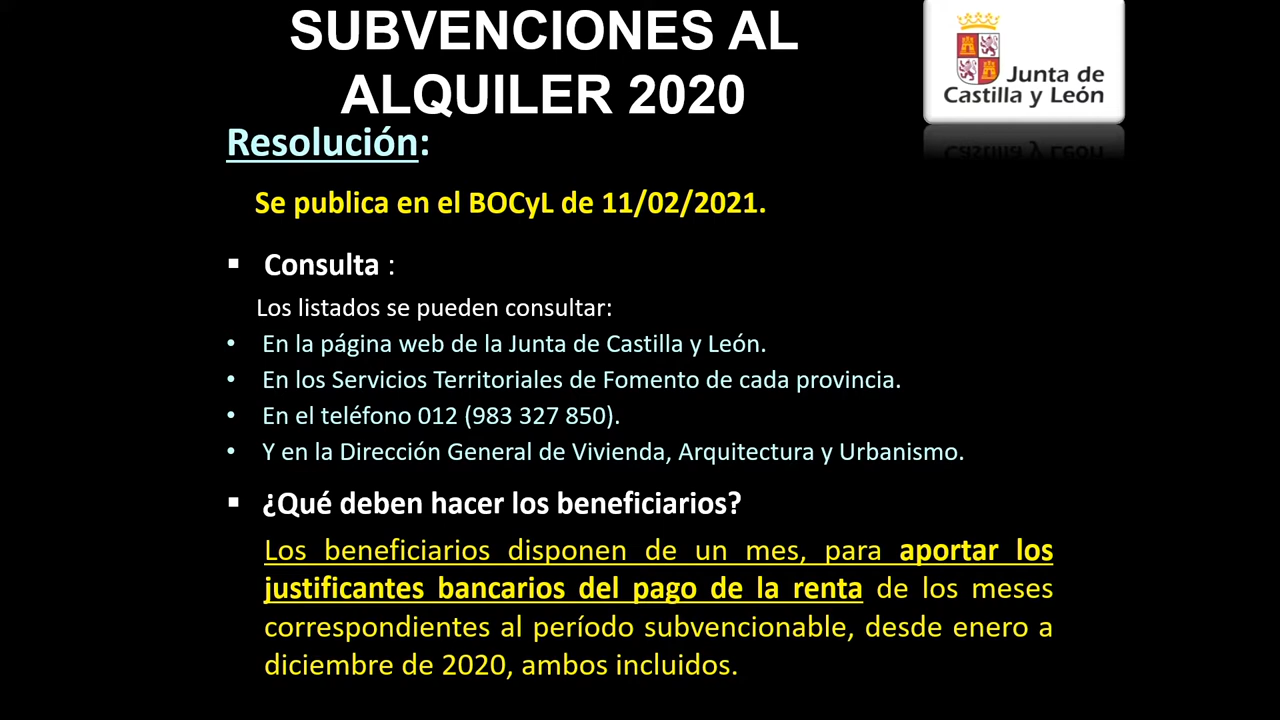 SUBVENCIONES AL
ALQUILER 2020
Junta de
Castilla y León
Resolución:
Se publica en el BOCyL de 11/02/2021.
▪ Consulta :
Los listados se pueden consultar:
• En la página web de la Junta de Castilla y León.
• En los Servicios Territoriales de Fomento de cada provincia.
• En el teléfono 012 (983 327 850).
• Y en la Dirección General de Vivienda, Arquitectura y Urbanismo.
▪ ¿Qué deben hacer los beneficiarios?
Los beneficiarios disponen de un mes, para aportar los
justificantes bancarios del pago de la renta de los meses
correspondientes al período subvencionable, desde enero a
diciembre de 2020, ambos incluidos.